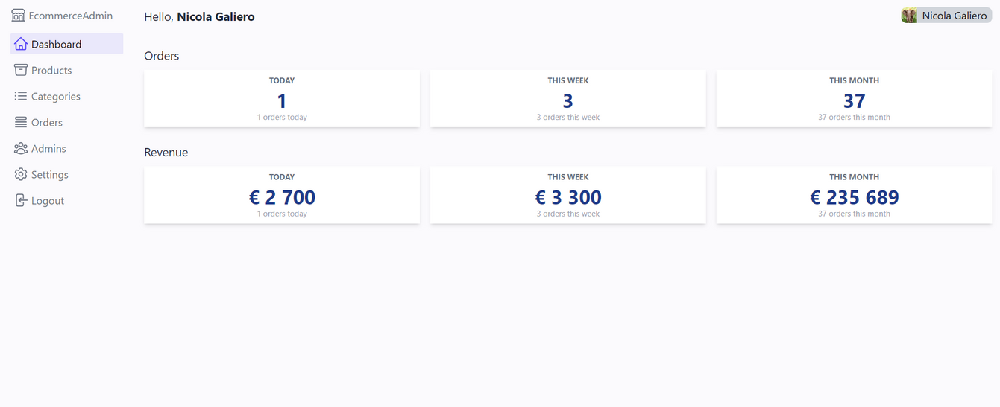 EcommerceAdmin
Dashboard
Products
Categories
Orders
Admins
Settings
Logout
Hello, Nicola Galiero
Nicola Galiero
Orders
TODAY
1
1 orders today
THIS WEEK
3
3 orders this week
THIS MONTH
37
37 orders this month
Revenue
TODAY
€ 2 700
1 orders today
THIS WEEK
€ 3 300
3 orders this week
THIS MONTH
€ 235 689
37 orders this month